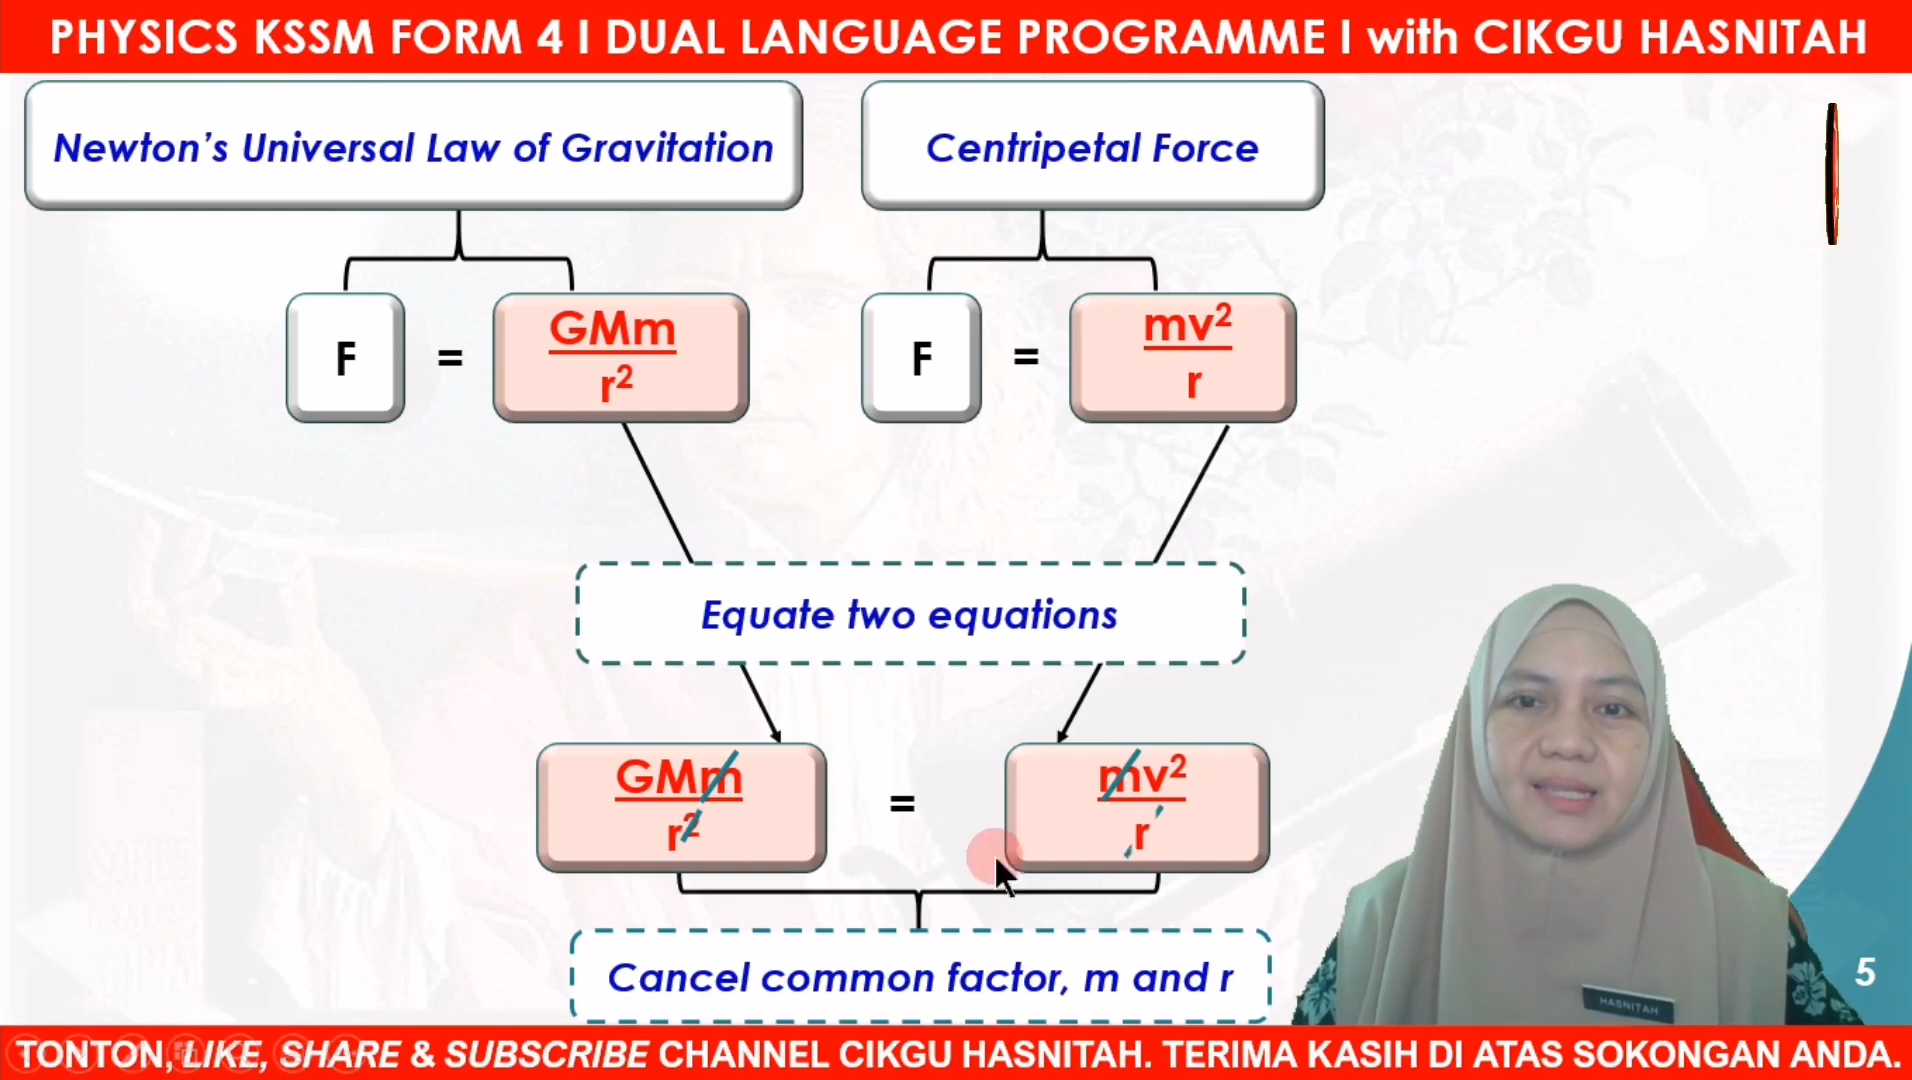 PHYSICS KSSM FORM 4 I DUAL LANGUAGE PROGRAMME I with CIKGU HASNITAH
Newton's Universal Law of Gravitation
Centripetal Force
F = GMm
r²
F = mv²
r
Equate two equations
GMm
r²
=
mv²
r
Cancel common factor, m and r
HASNITAH
5
TONTON, LIKE, SHARE & SUBSCRIBE CHANNEL CIKGU HASNITAH. TERIMA KASIH DI ATAS SOKONGAN ANDA.